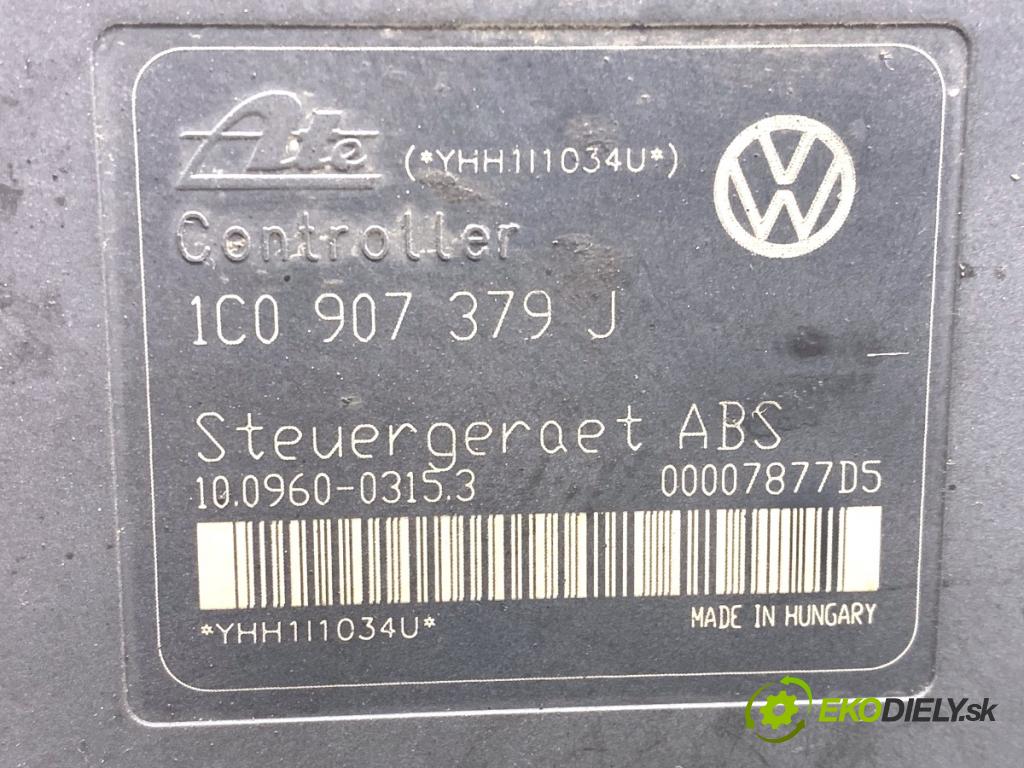 Ate
(*YHH1I1034U*)
VW
Controller
1C0 907 379 J
Steuergeraet ABS
10.0960-0315.3 00007877D5
*YHH1I1034U*
MADE IN HUNGARY
EKODIELY.sk